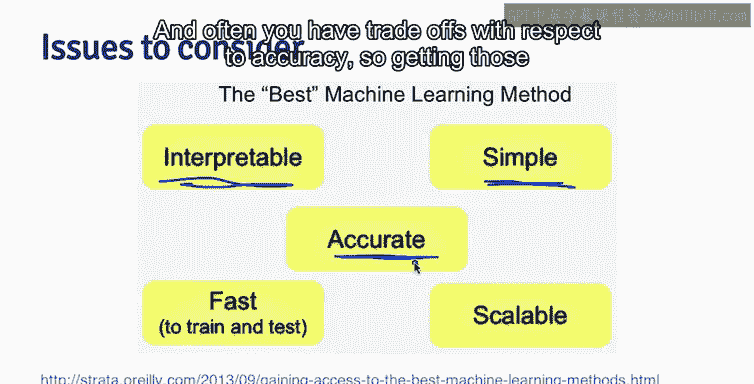 And often you have trade offs with respect
to accuracy, so getting those
Issues to consider
The “Best” Machine Learning Method
Interpretable
Simple
Accurate
Fast
(to train and test)
Scalable
http://strata.oreilly.com/2013/09/gaining-access-to-the-best-machine-learning-methods.html